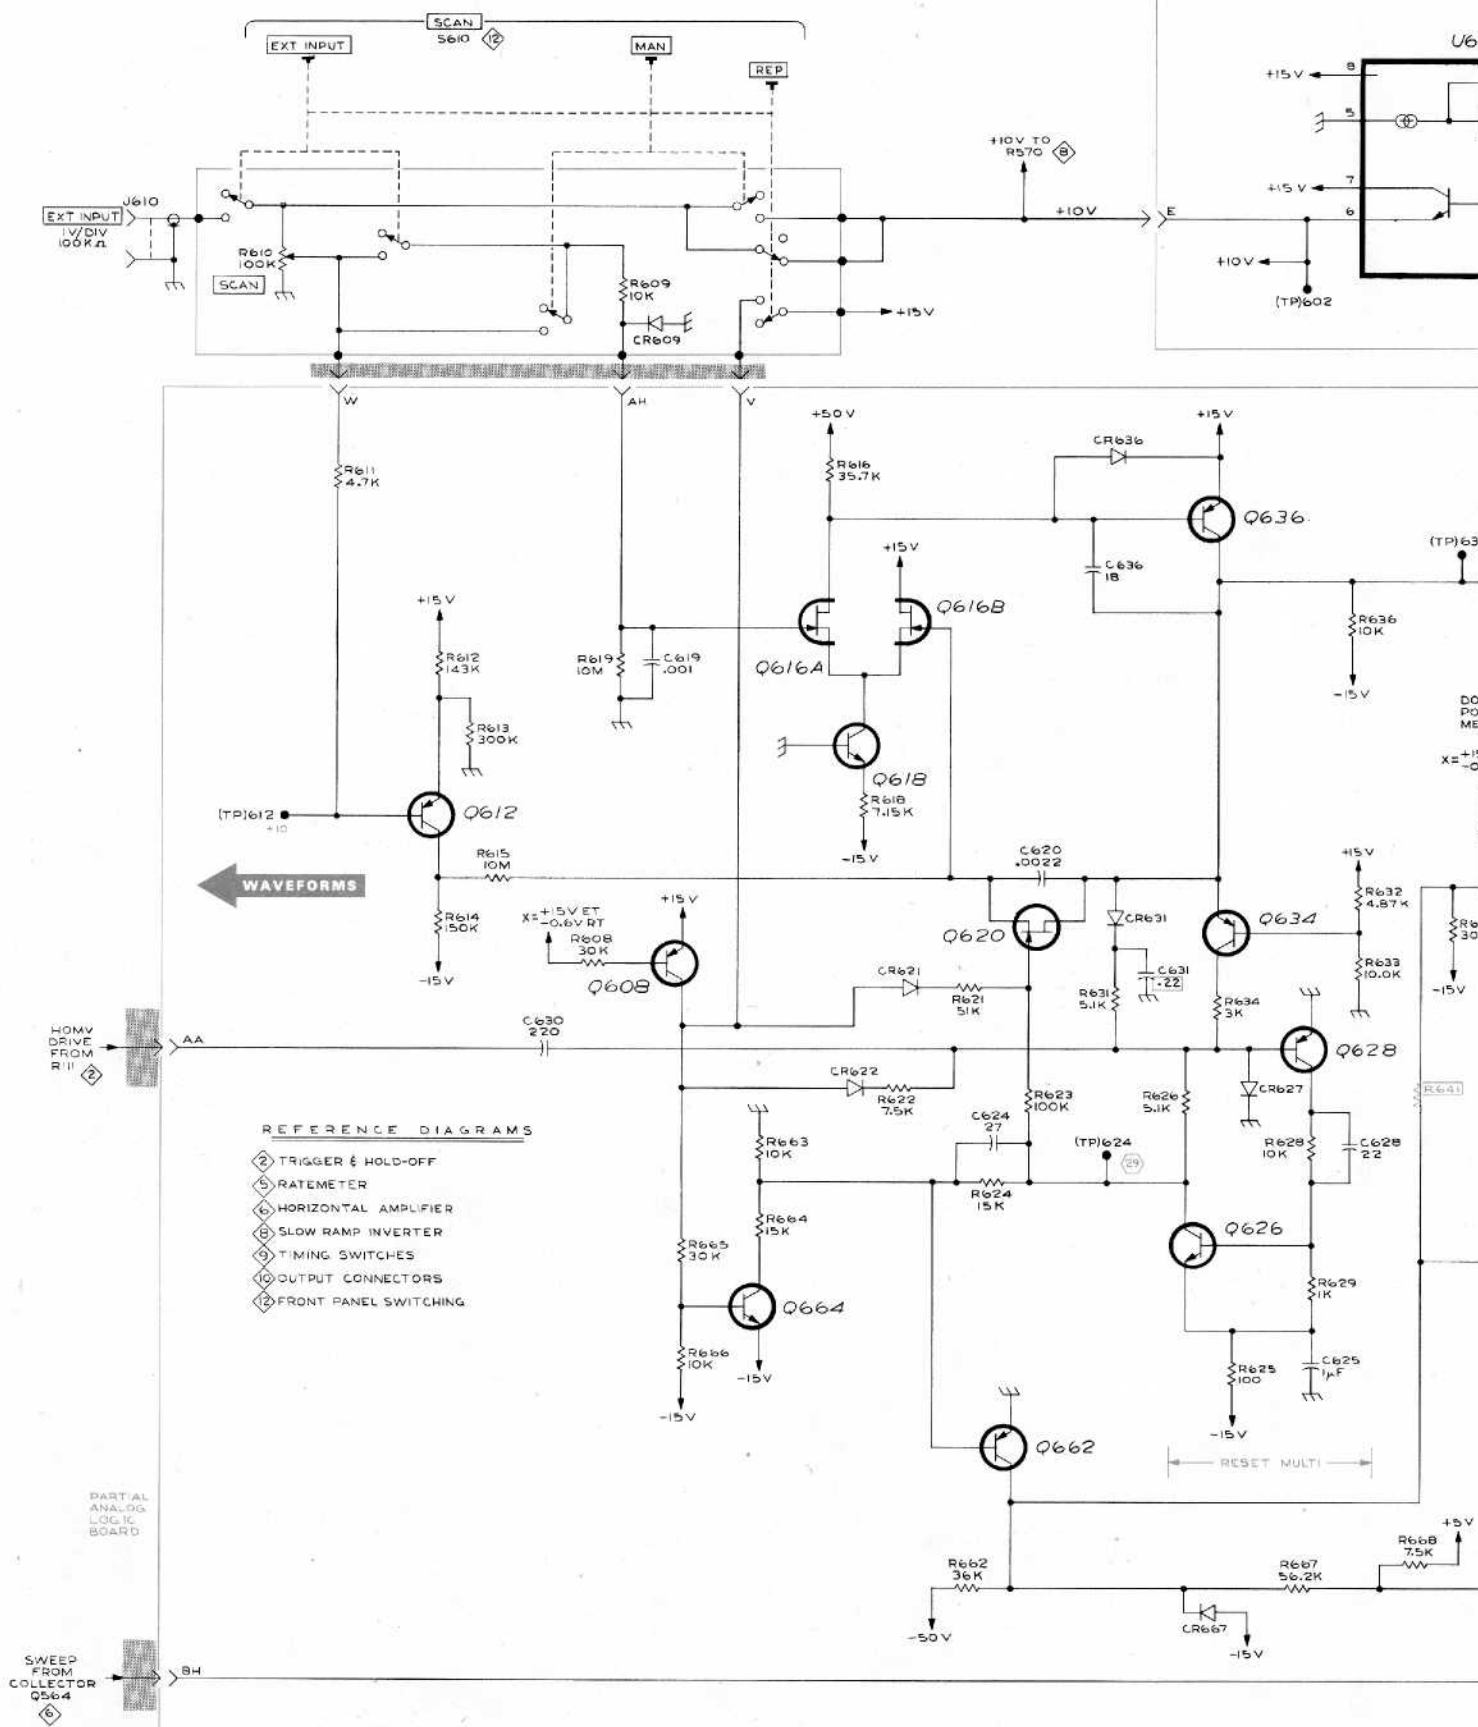 SCAN
S610 12
EXT INPUT
MAN
REP
+10V TO
R570 8
+15V
8
5
+15V
7
6
+10V
E
+10V
(TP)602
J610
EXT INPUT
1V/DIV
100KΩ
R610
100K
SCAN
R609
10K
CR609
+15V
W
AH
V
R611
4.7K
+50V
R616
35.7K
CR636
+15V
Q636
C636
18
(TP)63
+15V
Q616B
Q616A
R636
10K
-15V
+15V
R612
143K
R613
300K
R619
10M
C619
.001
Q618
R618
7.15K
-15V
(TP)612
+10
Q612
R615
10M
WAVEFORMS
R614
150K
-15V
X=+15V ET
-0.6V RT
R608
30K
+15V
Q608
C620
.0022
Q620
CR631
Q634
+15V
R632
4.87K
R633
10.0K
-15V
CR621
R621
51K
R631
5.1K
C631
.22
R634
3K
HOMV
DRIVE
FROM
R111
2
AA
C630
220
Q628
CR622
R622
7.5K
R623
100K
R626
5.1K
CR627
R641
REFERENCE DIAGRAMS
2 TRIGGER & HOLD-OFF
5 RATEMETER
6 HORIZONTAL AMPLIFIER
8 SLOW RAMP INVERTER
9 TIMING SWITCHES
10 OUTPUT CONNECTORS
12 FRONT PANEL SWITCHING
R663
10K
C624
27
(TP)624
29
R628
10K
C628
22
R624
15K
R664
15K
R665
30K
Q626
Q664
R629
1K
R666
10K
-15V
-15V
R625
100
C625
1µF
-15V
Q662
RESET MULTI
PARTIAL
ANALOG
LOGIC
BOARD
R668
7.5K
+5V
R662
36K
R667
56.2K
-50V
CR667
-15V
SWEEP
FROM
COLLECTOR
Q564
6
BH